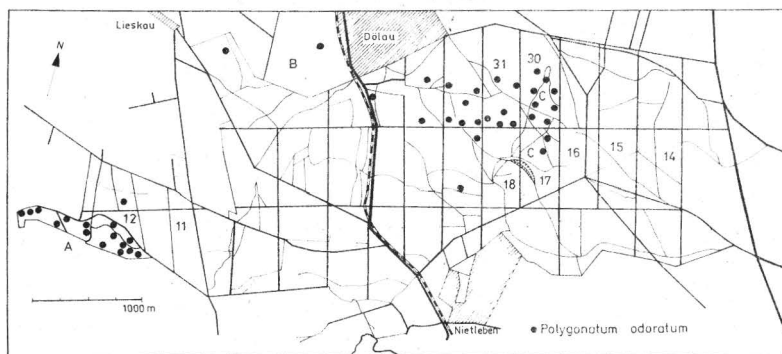 Lieskau
Dölau
N
B
31
30
C
C
16
15
14
18
17
12
11
A
1000 m
Nietleben
Polygonatum odoratum